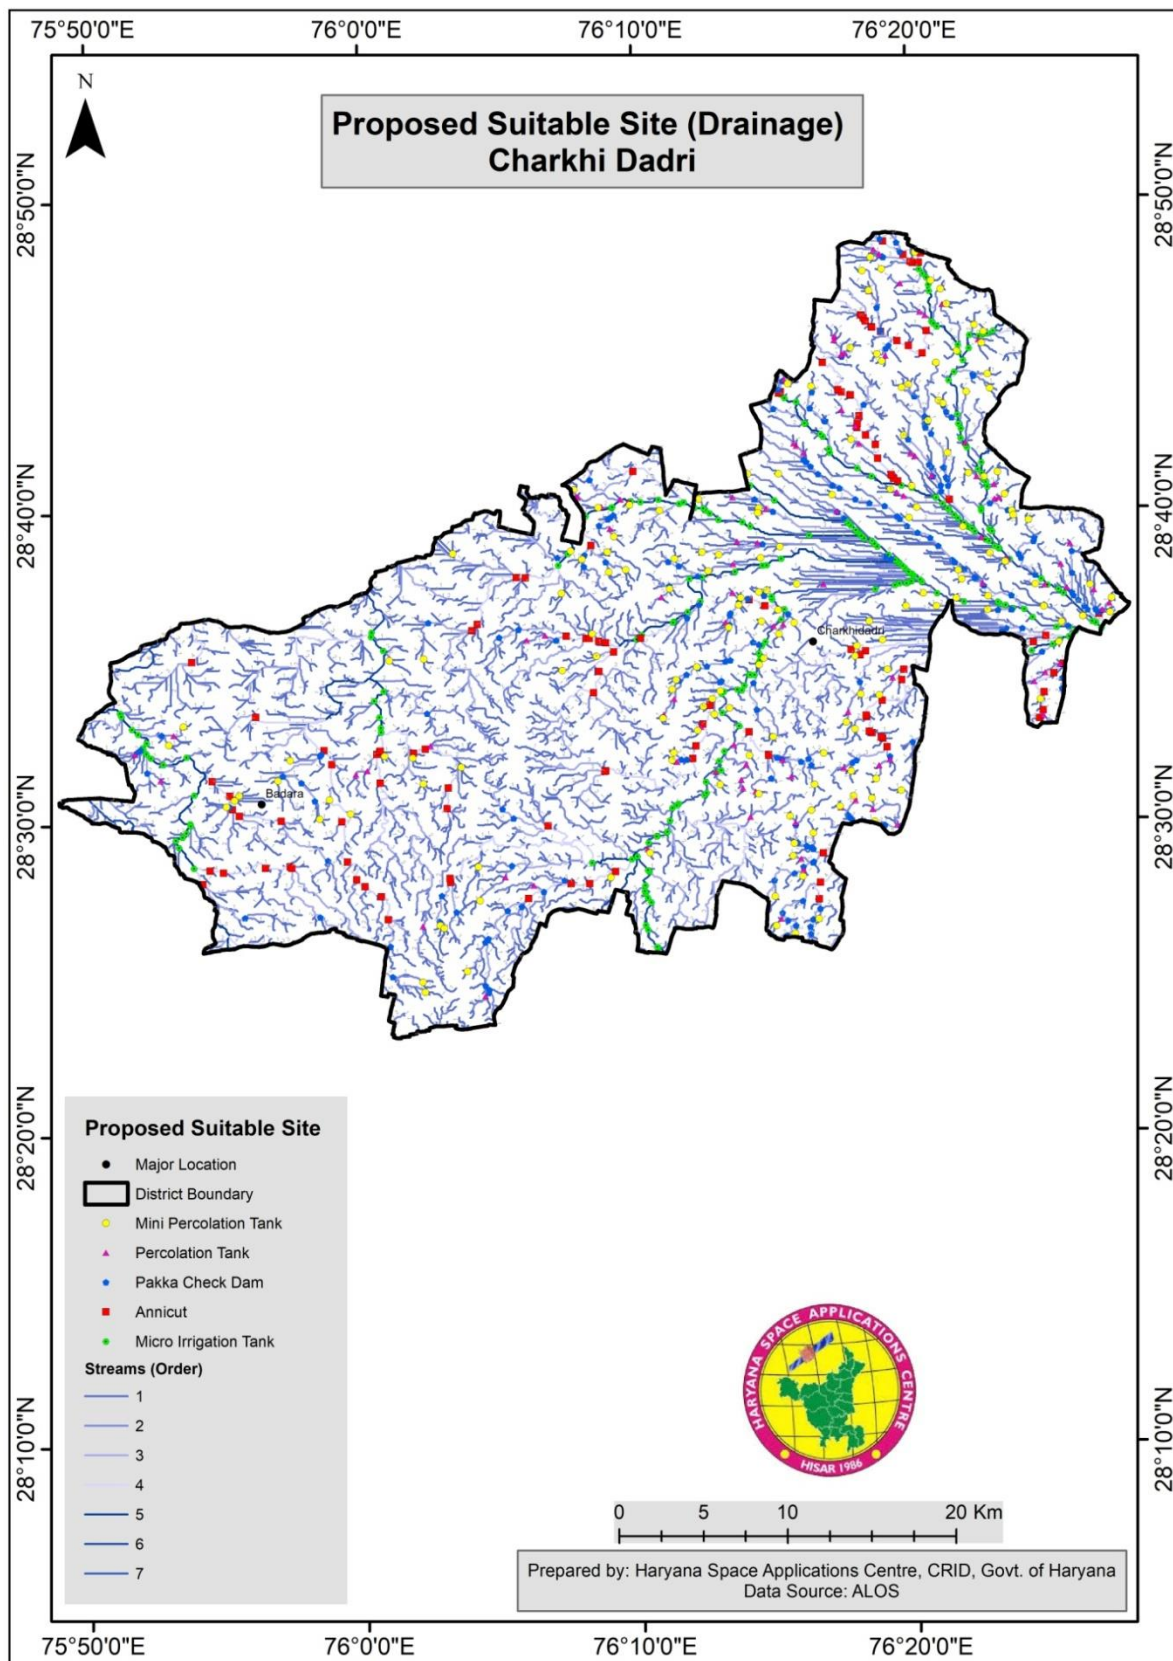 75°50'0"E 76°0'0"E 76°10'0"E 76°20'0"E
N
Proposed Suitable Site (Drainage)
Charkhi Dadri
28°50'0"N 28°50'0"N
28°40'0"N 28°40'0"N
Charkhidadri
Badara
28°30'0"N 28°30'0"N
28°20'0"N 28°20'0"N
28°10'0"N 28°10'0"N
Proposed Suitable Site
Major Location
District Boundary
Mini Percolation Tank
Percolation Tank
Pakka Check Dam
Annicut
Micro Irrigation Tank
Streams (Order)
1
2
3
4
5
6
7
HARYANA SPACE APPLICATIONS CENTRE
HISAR 1986
0 5 10 20 Km
Prepared by: Haryana Space Applications Centre, CRID, Govt. of Haryana
Data Source: ALOS
75°50'0"E 76°0'0"E 76°10'0"E 76°20'0"E